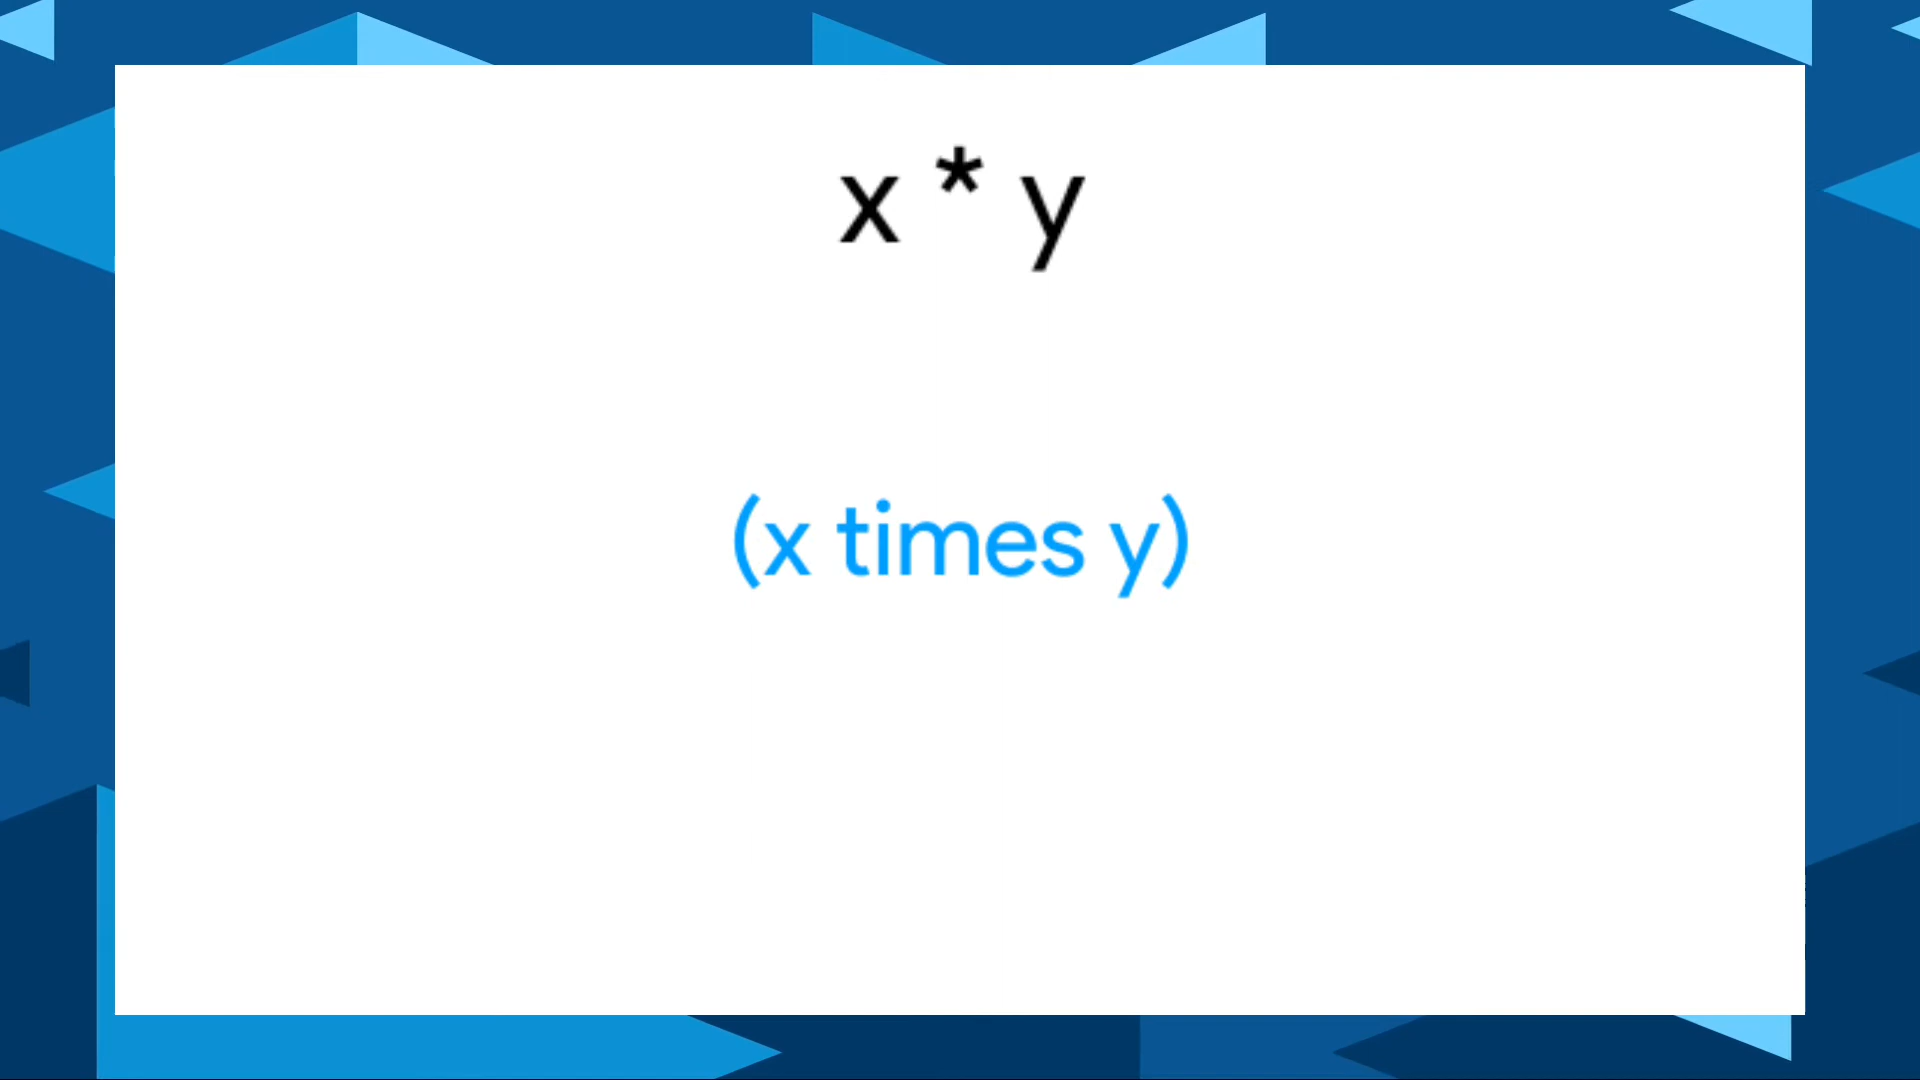 x * y
(x times y)